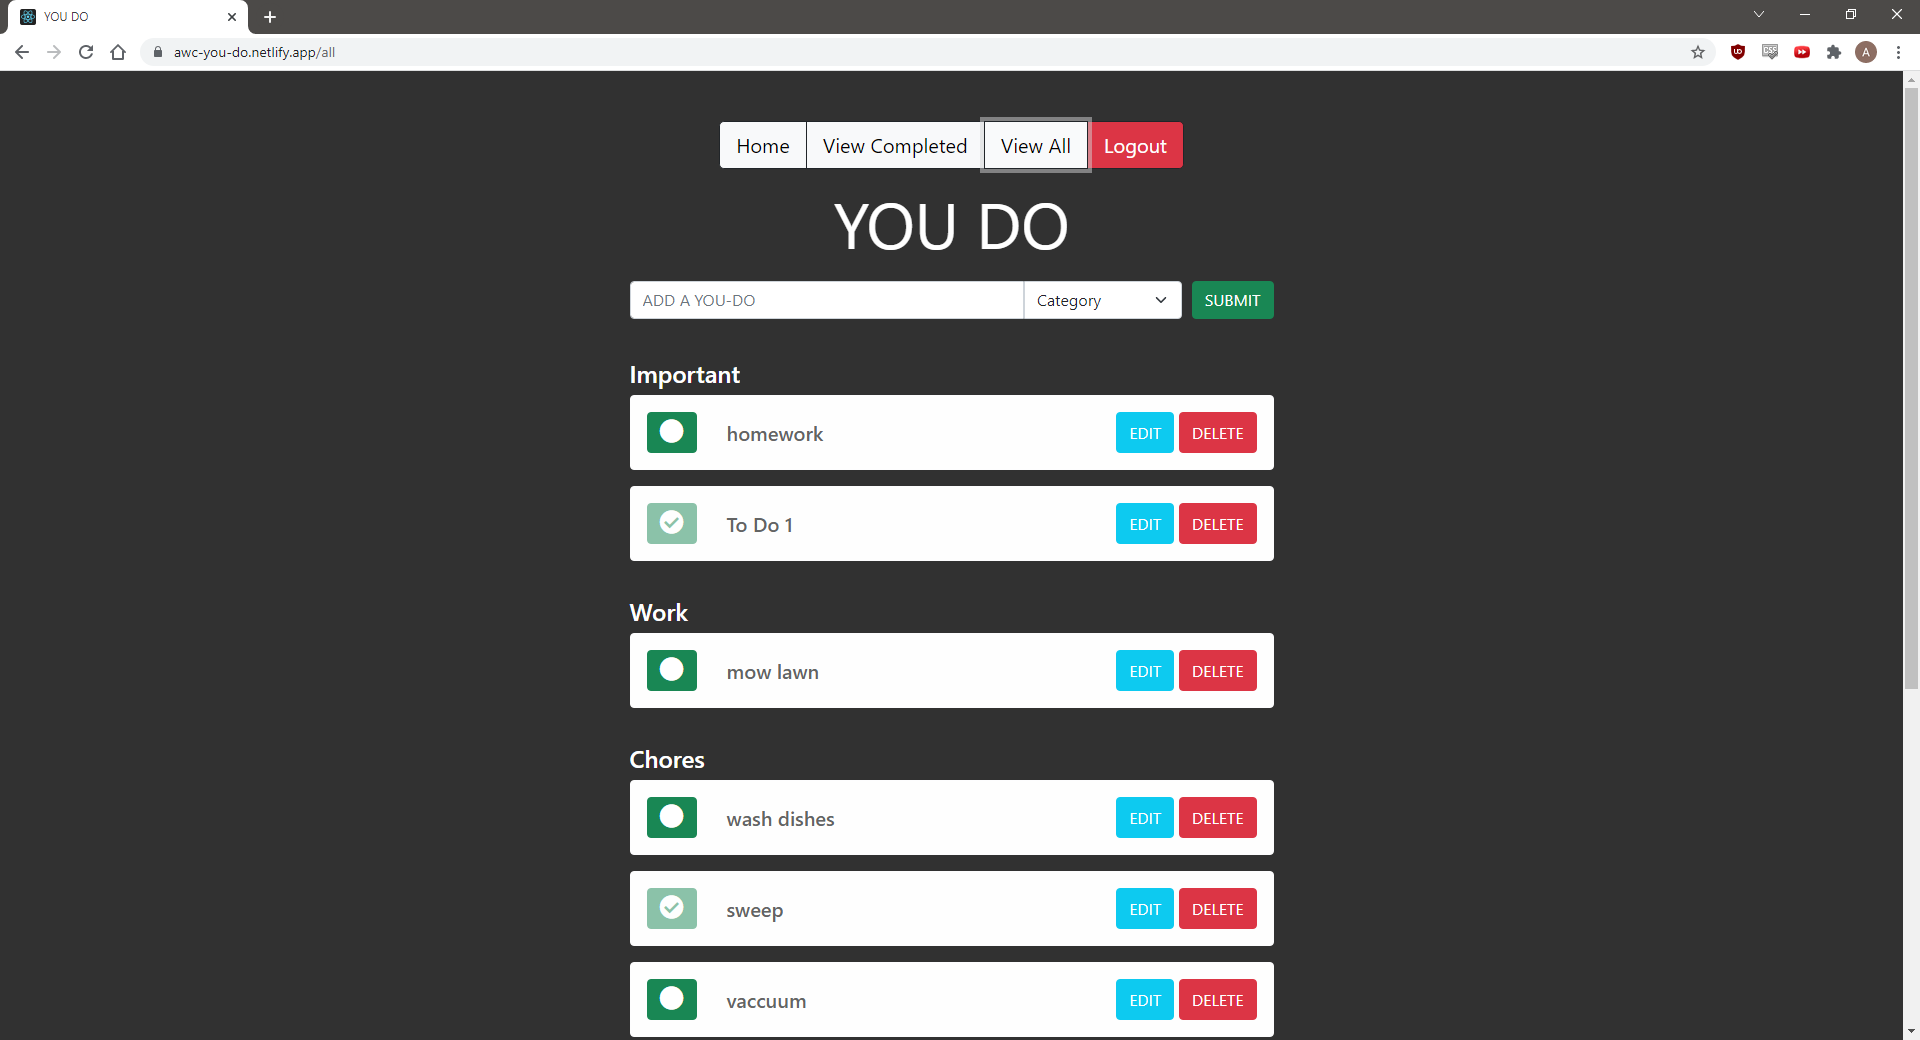 YOU DO
awc-you-do.netlify.app/all
A
Home View Completed View All Logout
YOU DO
ADD A YOU-DO Category SUBMIT
Important
homework EDIT DELETE
To Do 1 EDIT DELETE
Work
mow lawn EDIT DELETE
Chores
wash dishes EDIT DELETE
sweep EDIT DELETE
vaccuum EDIT DELETE